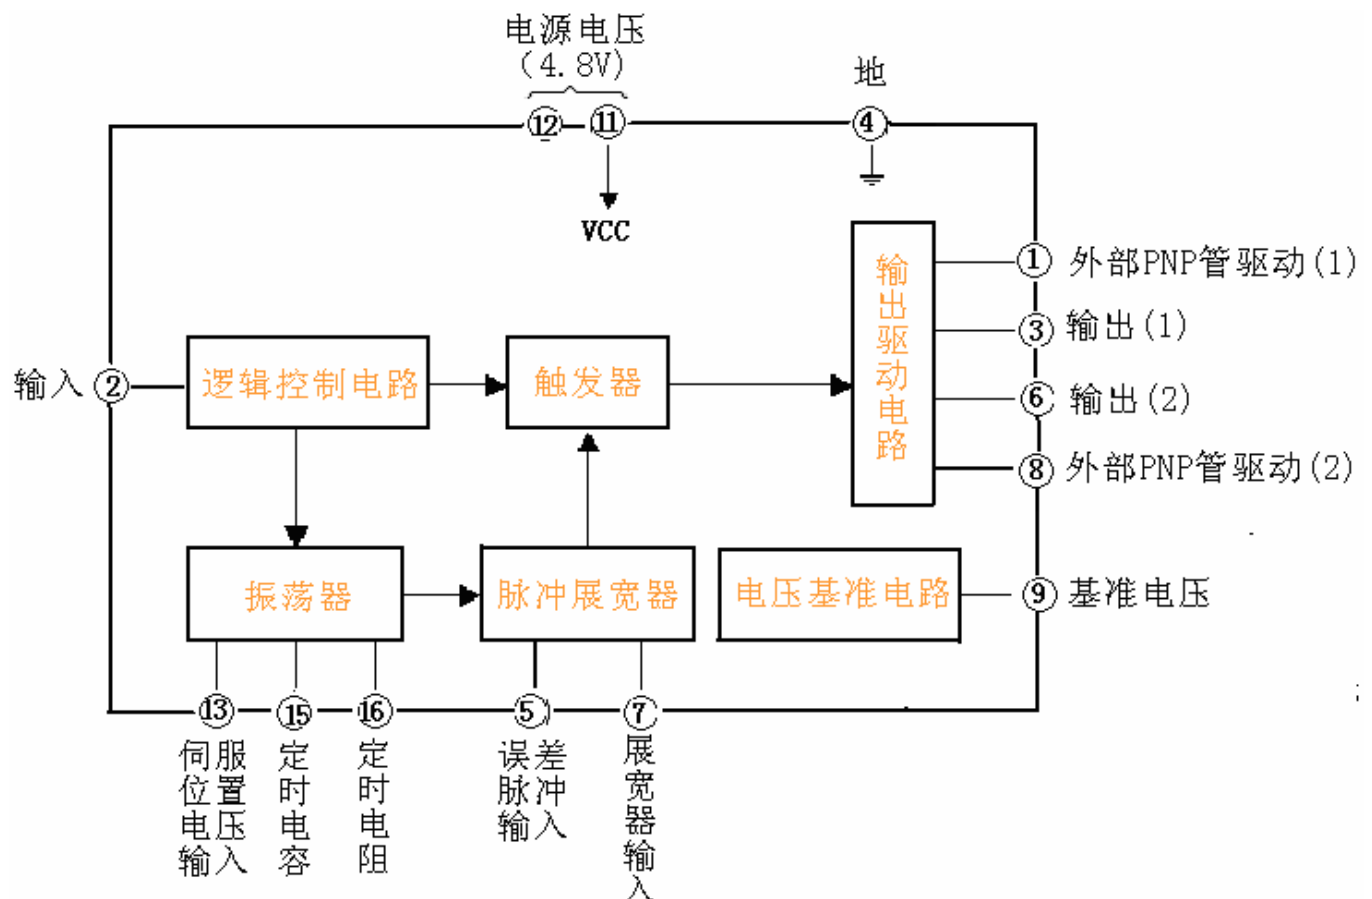 电源电压
(4.8V)
地
⑫
⑪
④
VCC
输出驱动电路
①
外部PNP管驱动(1)
③
输出(1)
输入
②
逻辑控制电路
触发器
⑥
输出(2)
⑧
外部PNP管驱动(2)
振荡器
脉冲展宽器
电压基准电路
⑨
基准电压
⑬
⑮
⑯
⑤
⑦
伺服
位置
电压
输入
定时电容
定时电阻
误差
脉冲
输入
展宽器输入